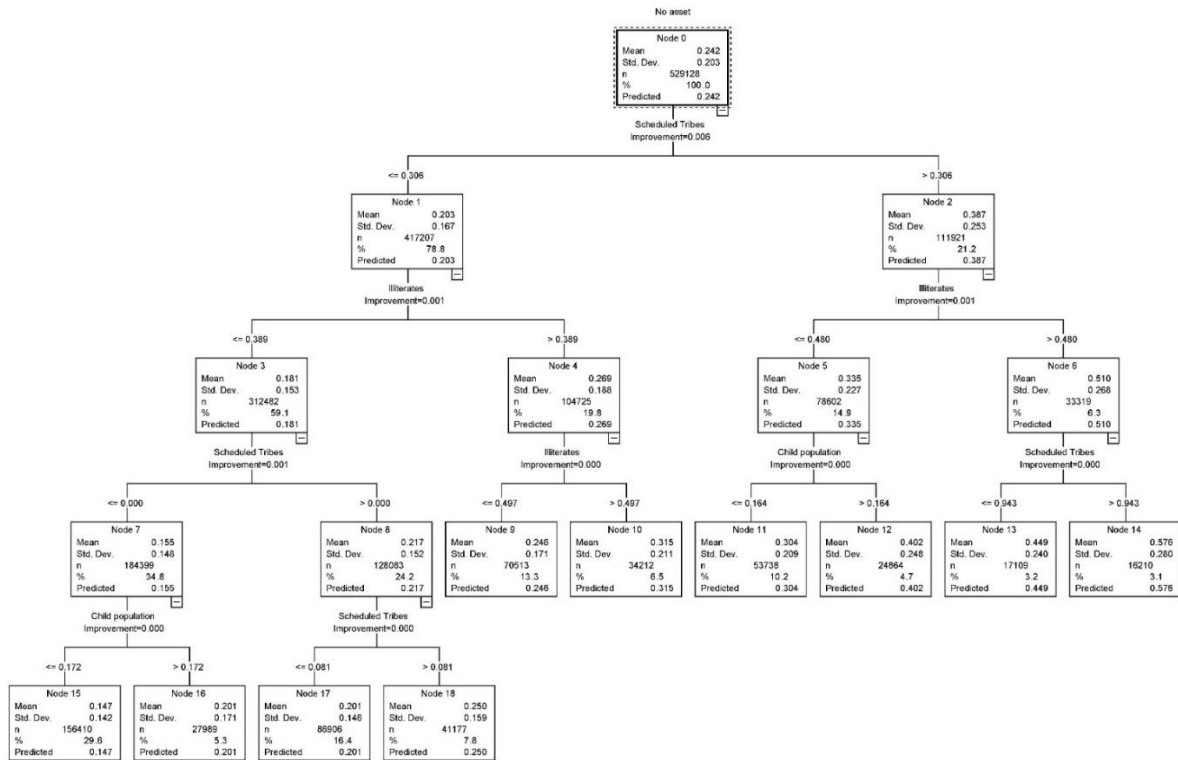 No asset
Node 0
Mean 0.242
Std. Dev. 0.203
n 529128
% 100.0
Predicted 0.242
Scheduled Tribes
Improvement=0.006
<= 0.306
> 0.306
Node 1
Mean 0.203
Std. Dev. 0.167
n 417207
% 78.8
Predicted 0.203
Node 2
Mean 0.387
Std. Dev. 0.253
n 111921
% 21.2
Predicted 0.387
Illiterates
Improvement=0.001
Illiterates
Improvement=0.001
<= 0.389
> 0.389
<= 0.480
> 0.480
Node 3
Mean 0.181
Std. Dev. 0.153
n 312482
% 59.1
Predicted 0.181
Node 4
Mean 0.269
Std. Dev. 0.188
n 104725
% 19.8
Predicted 0.269
Node 5
Mean 0.335
Std. Dev. 0.227
n 78602
% 14.9
Predicted 0.335
Node 6
Mean 0.510
Std. Dev. 0.268
n 33319
% 6.3
Predicted 0.510
Scheduled Tribes
Improvement=0.001
Illiterates
Improvement=0.000
Child population
Improvement=0.000
Scheduled Tribes
Improvement=0.000
<= 0.000
> 0.000
<= 0.497
> 0.497
<= 0.164
> 0.164
<= 0.943
> 0.943
Node 7
Mean 0.155
Std. Dev. 0.146
n 184399
% 34.8
Predicted 0.155
Node 8
Mean 0.217
Std. Dev. 0.152
n 128083
% 24.2
Predicted 0.217
Node 9
Mean 0.246
Std. Dev. 0.171
n 70513
% 13.3
Predicted 0.246
Node 10
Mean 0.315
Std. Dev. 0.211
n 34212
% 6.5
Predicted 0.315
Node 11
Mean 0.304
Std. Dev. 0.209
n 53738
% 10.2
Predicted 0.304
Node 12
Mean 0.402
Std. Dev. 0.248
n 24864
% 4.7
Predicted 0.402
Node 13
Mean 0.449
Std. Dev. 0.240
n 17109
% 3.2
Predicted 0.449
Node 14
Mean 0.576
Std. Dev. 0.280
n 16210
% 3.1
Predicted 0.576
Child population
Improvement=0.000
Scheduled Tribes
Improvement=0.000
<= 0.172
> 0.172
<= 0.081
> 0.081
Node 15
Mean 0.147
Std. Dev. 0.142
n 156410
% 29.6
Predicted 0.147
Node 16
Mean 0.201
Std. Dev. 0.171
n 27989
% 5.3
Predicted 0.201
Node 17
Mean 0.201
Std. Dev. 0.146
n 86906
% 16.4
Predicted 0.201
Node 18
Mean 0.250
Std. Dev. 0.159
n 41177
% 7.8
Predicted 0.250